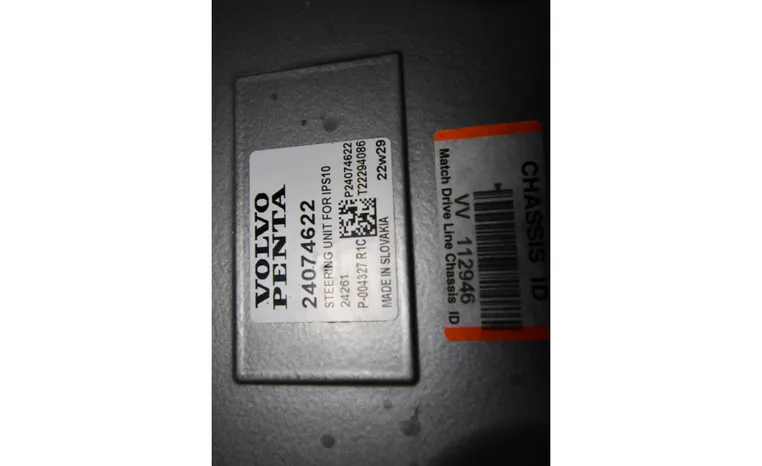 VOLVO
PENTA
24074622
STEERING UNIT FOR IPS10
24261
P-004327 R1C
P24074622
T22294086
MADE IN SLOVAKIA
22w29
CHASSIS ID
VV 112946
Match Drive Line Chassis ID